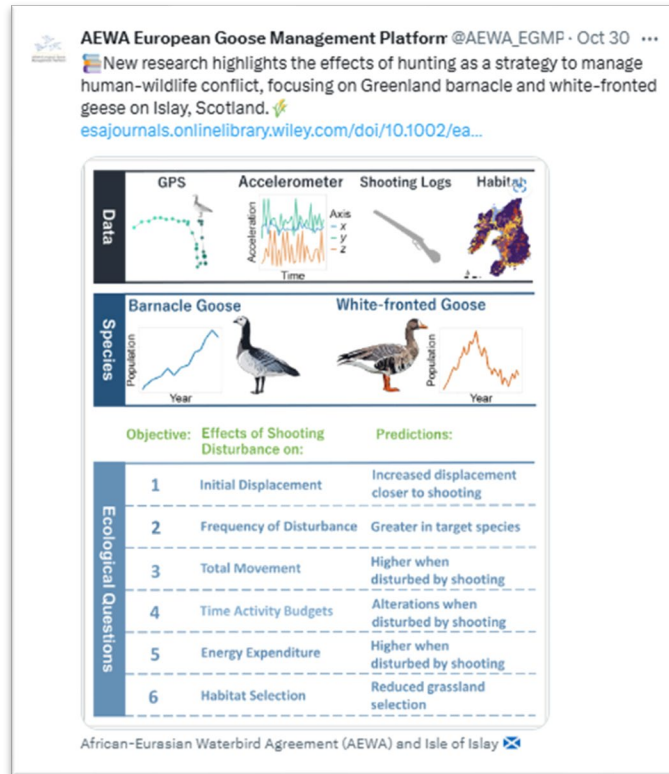 AEWA European Goose Management Platform @AEWA_EGMP · Oct 30 ...
New research highlights the effects of hunting as a strategy to manage
human-wildlife conflict, focusing on Greenland barnacle and white-fronted
geese on Islay, Scotland.
esajournals.onlinelibrary.wiley.com/doi/10.1002/ea...
Data
GPS
Accelerometer
Acceleration
Time
Axis
x
y
z
Shooting Logs
Species
Barnacle Goose
Population
Year
White-fronted Goose
Population
Year
Objective: Effects of Shooting Predictions:
Disturbance on:
Ecological Questions
1 Initial Displacement Increased displacement
closer to shooting
2 Frequency of Disturbance Greater in target species
3 Total Movement Higher when
disturbed by shooting
4 Time Activity Budgets Alterations when
disturbed by shooting
5 Energy Expenditure Higher when
disturbed by shooting
6 Habitat Selection Reduced grassland
selection
African-Eurasian Waterbird Agreement (AEWA) and Isle of Islay